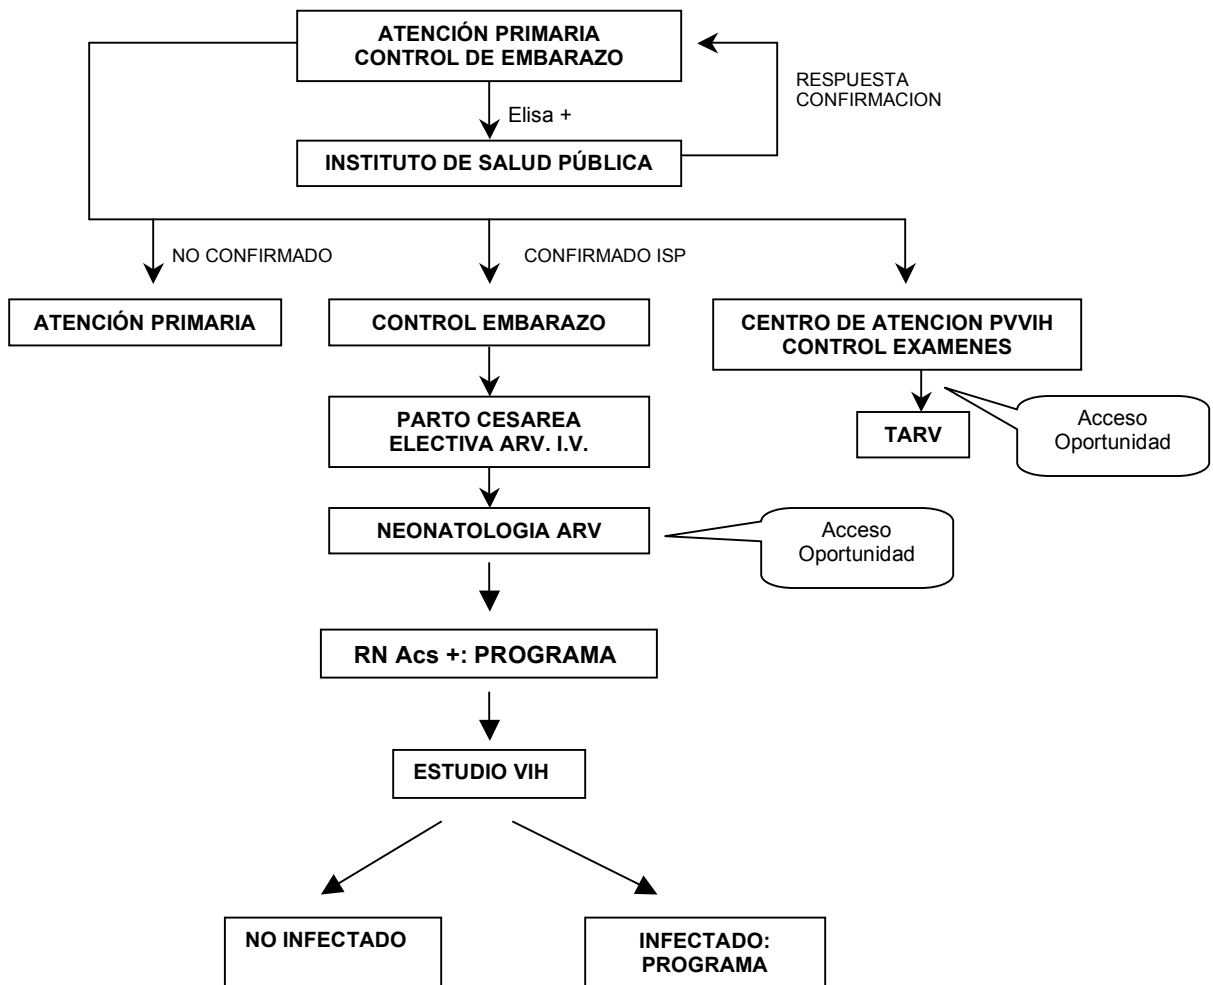 ATENCIÓN PRIMARIA
CONTROL DE EMBARAZO
RESPUESTA
CONFIRMACION
Elisa +
INSTITUTO DE SALUD PÚBLICA
NO CONFIRMADO
CONFIRMADO ISP
ATENCIÓN PRIMARIA
CONTROL EMBARAZO
CENTRO DE ATENCION PVVIH
CONTROL EXAMENES
PARTO CESAREA
ELECTIVA ARV. I.V.
TARV
Acceso
Oportunidad
NEONATOLOGIA ARV
Acceso
Oportunidad
RN Acs +: PROGRAMA
ESTUDIO VIH
NO INFECTADO
INFECTADO:
PROGRAMA